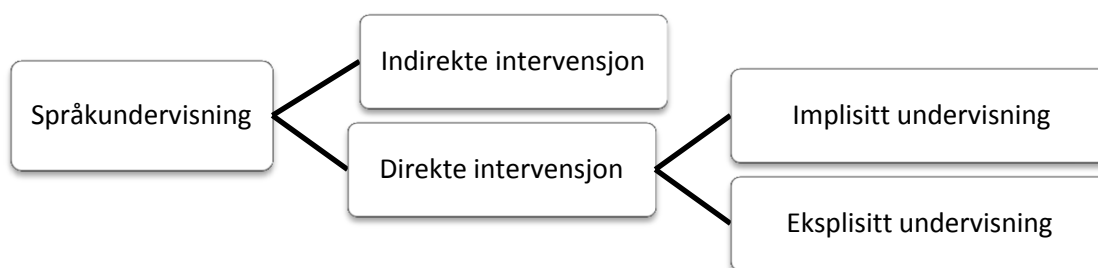 Språkundervisning
Indirekte intervensjon
Direkte intervensjon
Implisitt undervisning
Eksplisitt undervisning